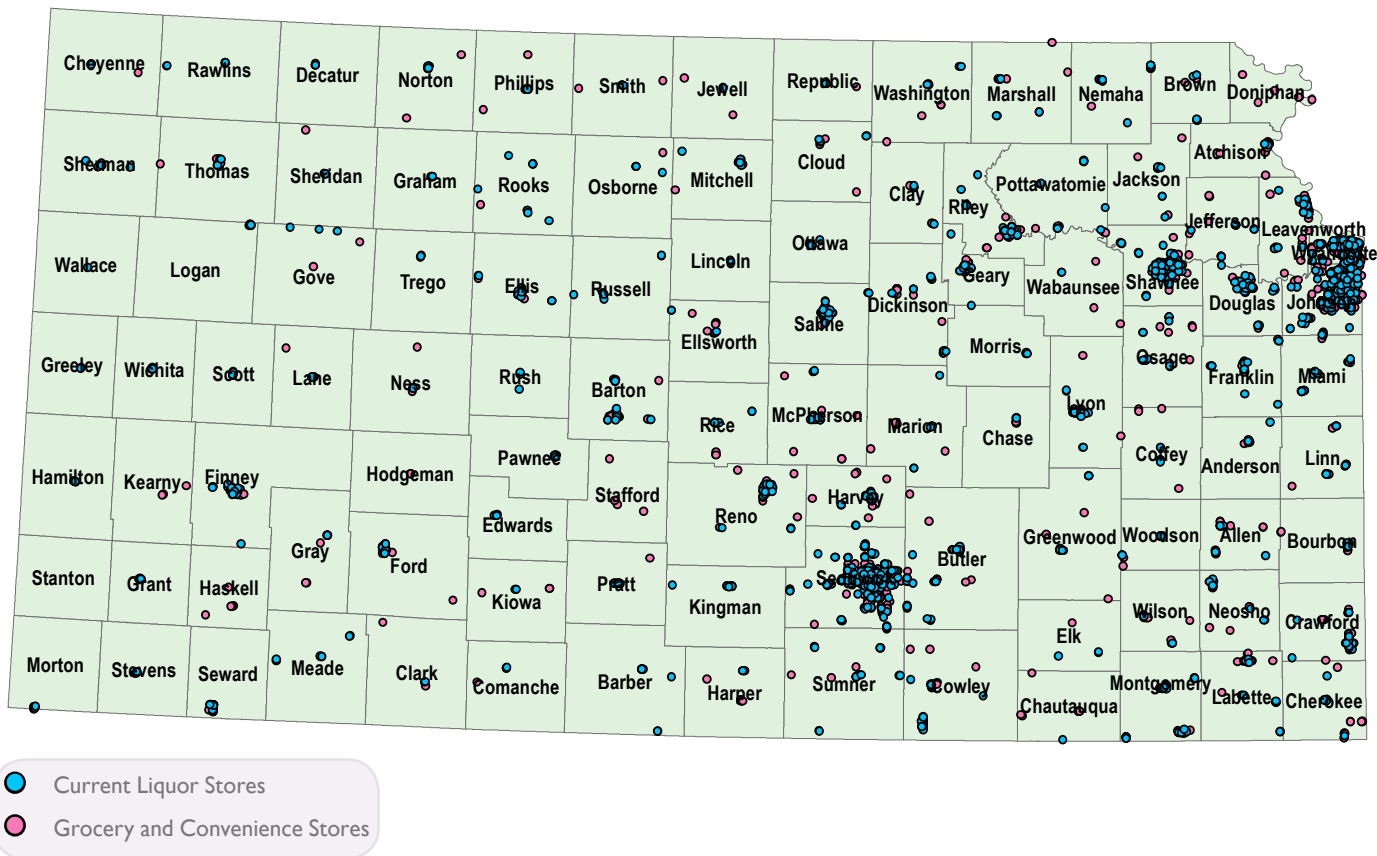 Cheyenne
Rawlins
Decatur
Norton
Phillips
Smith
Jewell
Republic
Washington
Marshall
Nemaha
Brown
Doniphan
Sherman
Thomas
Sheridan
Graham
Rooks
Osborne
Mitchell
Cloud
Clay
Riley
Pottawatomie
Jackson
Atchison
Jefferson
Leavenworth
Wyandotte
Wallace
Logan
Gove
Trego
Ellis
Russell
Lincoln
Ottawa
Saline
Dickinson
Geary
Wabaunsee
Shawnee
Douglas
Johnson
Greeley
Wichita
Scott
Lane
Ness
Rush
Barton
Ellsworth
Rice
McPherson
Marion
Morris
Chase
Lyon
Osage
Franklin
Miami
Hamilton
Kearny
Finney
Hodgeman
Pawnee
Stafford
Reno
Harvey
Coffey
Anderson
Linn
Stanton
Grant
Haskell
Gray
Ford
Edwards
Kiowa
Pratt
Kingman
Sedgwick
Butler
Greenwood
Woodson
Allen
Bourbon
Morton
Stevens
Seward
Meade
Clark
Comanche
Barber
Harper
Sumner
Cowley
Elk
Chautauqua
Wilson
Neosho
Crawford
Montgomery
Labette
Cherokee
Current Liquor Stores
Grocery and Convenience Stores